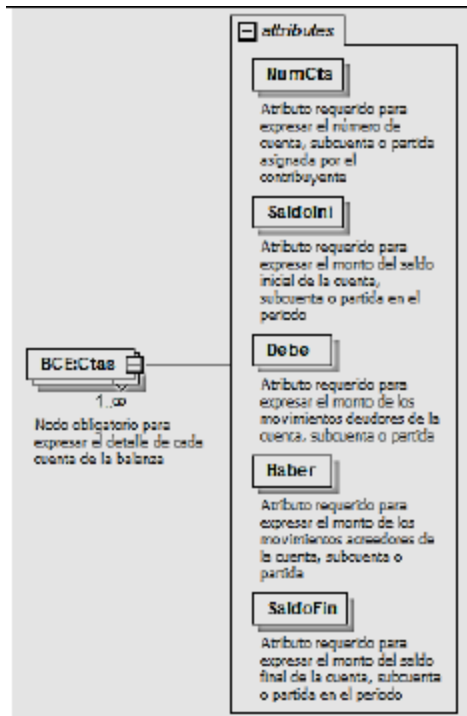 attributes
NumCta
Atributo requerido para
expresar el número de
cuenta, subcuenta o partida
asignada por el
contribuyente
SaldoIni
Atributo requerido para
expresar el monto del saldo
inicial de la cuenta,
subcuenta o partida en el
periodo
BCE:Ctas
1..∞
Nodo obligatorio para
expresar el detalle de cada
cuenta de la balanza
Debe
Atributo requerido para
expresar el monto de los
movimientos deudores de la
cuenta, subcuenta o partida
Haber
Atributo requerido para
expresar el monto de los
movimientos acreedores de
la cuenta, subcuenta o
partida
SaldoFin
Atributo requerido para
expresar el monto del saldo
final de la cuenta, subcuenta
o partida en el periodo